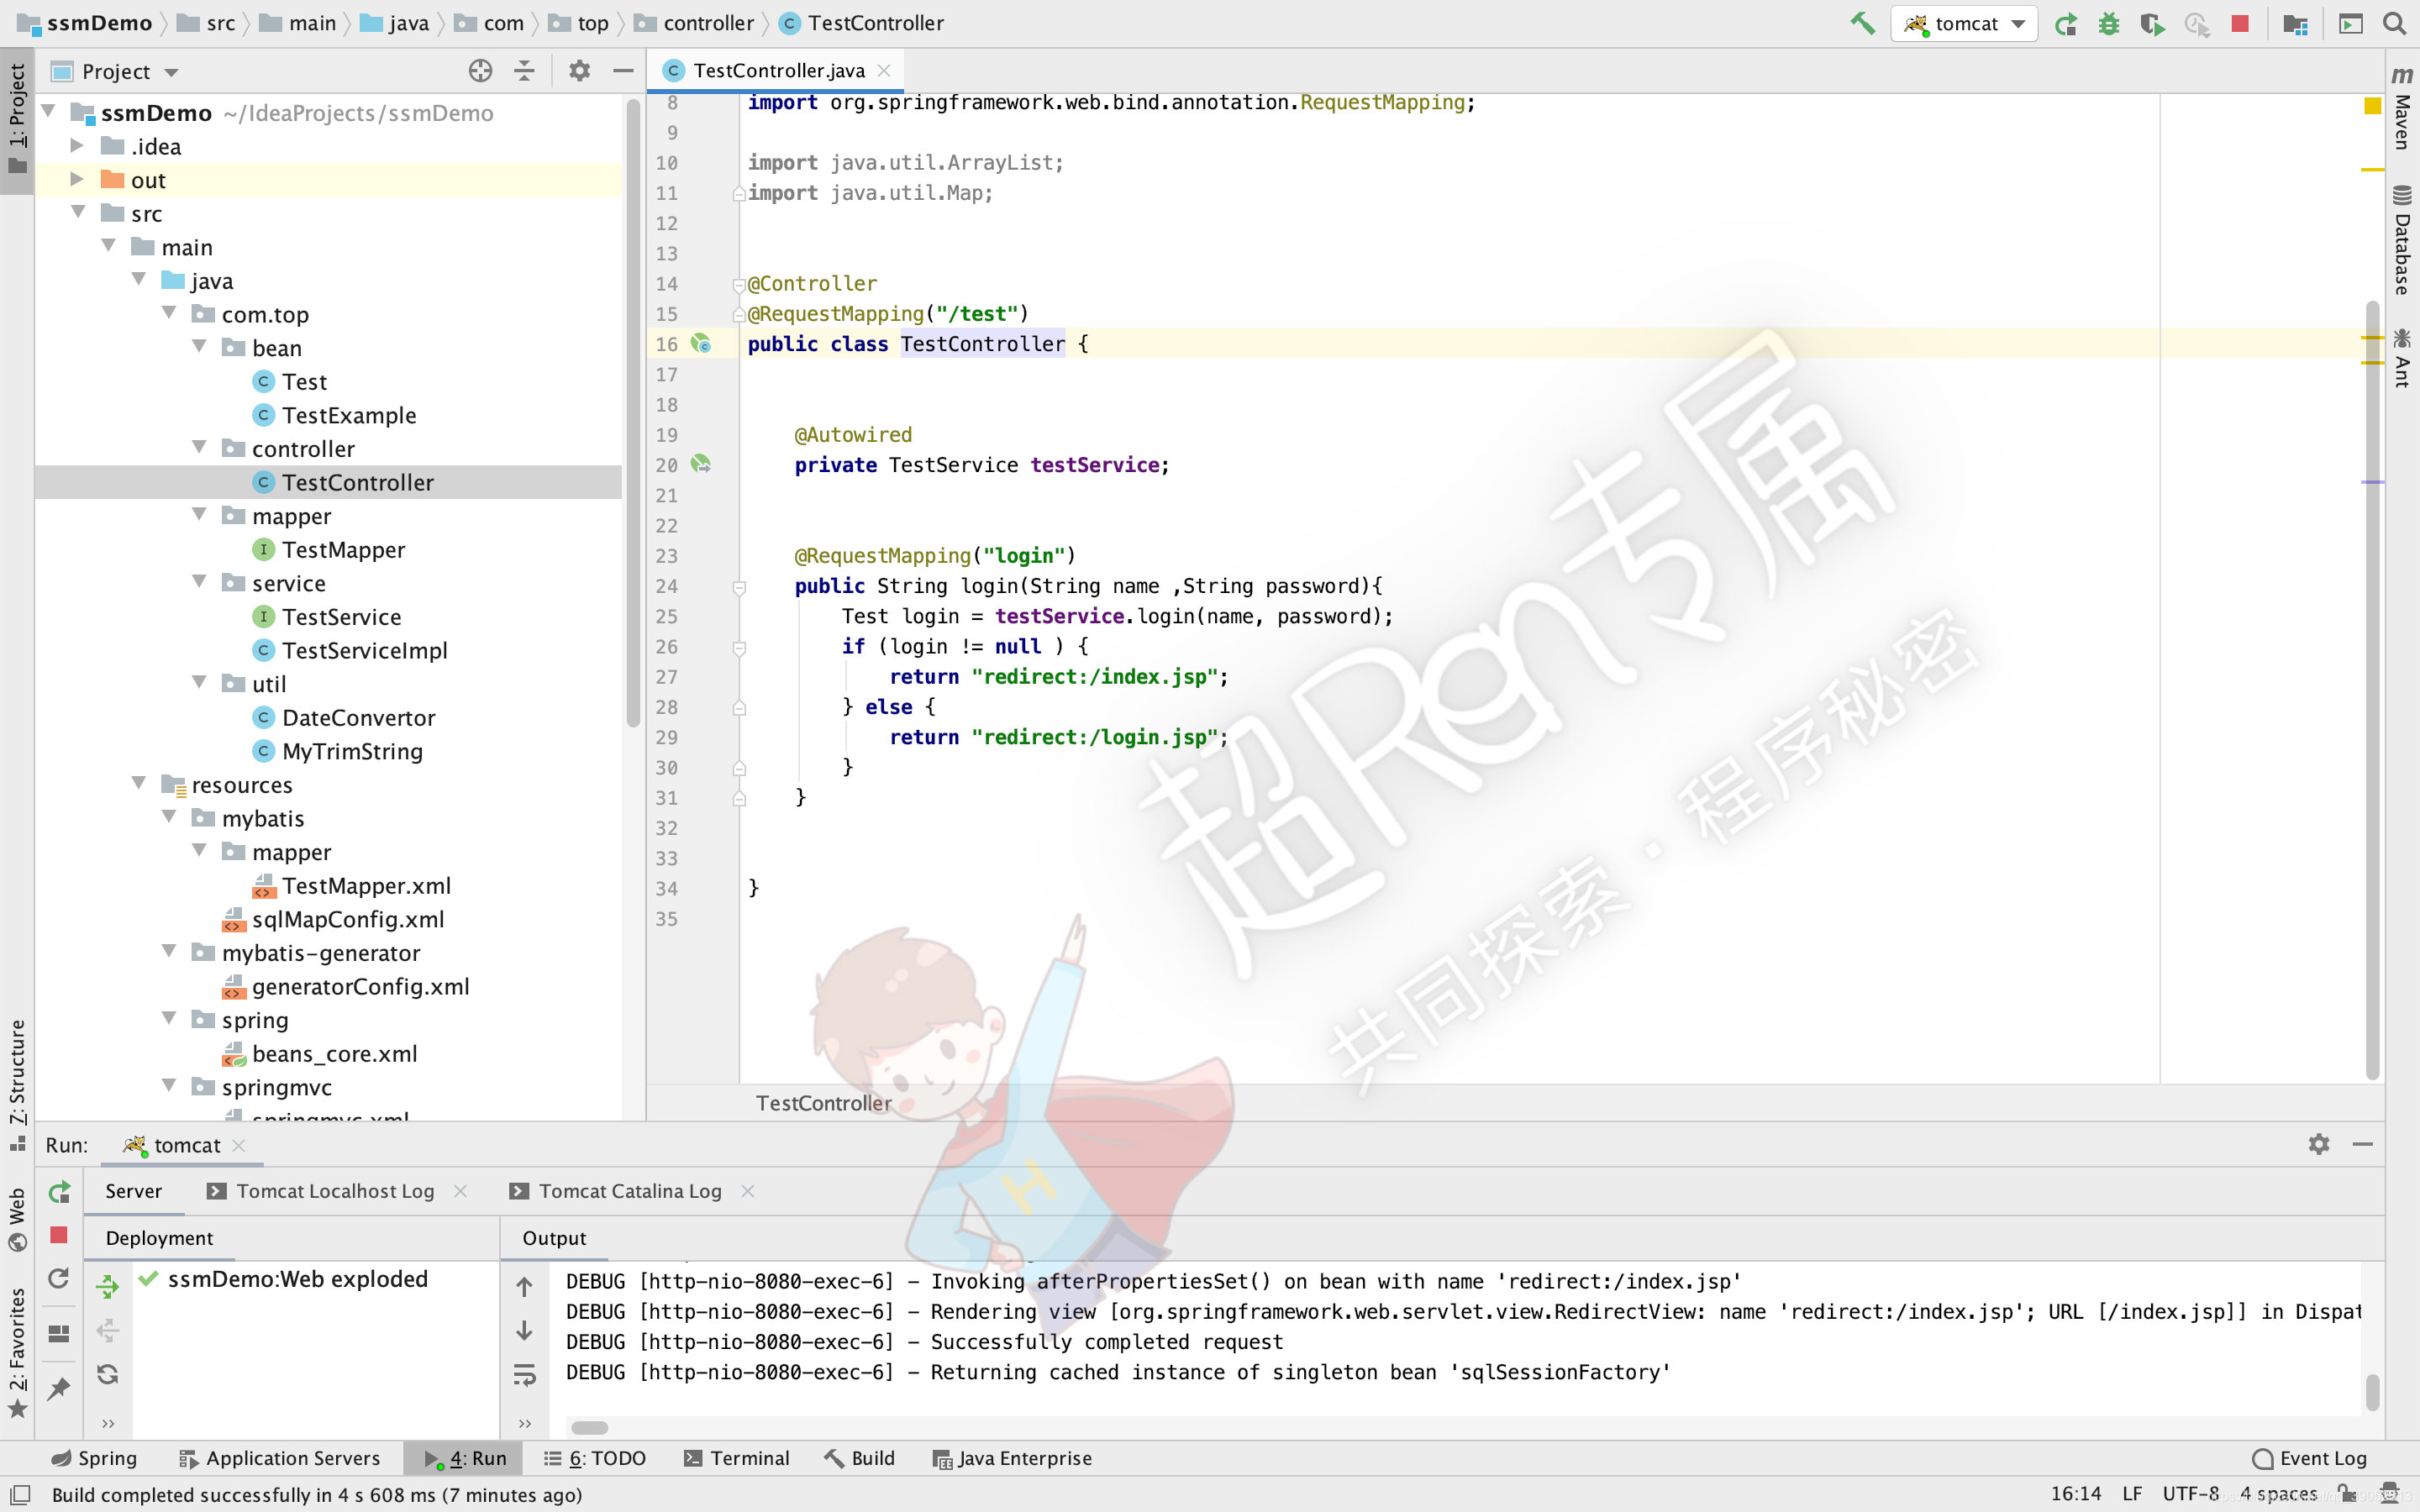 ssmDemo src main java com top controller TestController
tomcat
Project
TestController.java
1: Project
ssmDemo ~/IdeaProjects/ssmDemo
.idea
out
src
main
java
com.top
bean
Test
TestExample
controller
TestController
mapper
TestMapper
service
TestService
TestServiceImpl
util
DateConvertor
MyTrimString
resources
mybatis
mapper
TestMapper.xml
sqlMapConfig.xml
mybatis-generator
generatorConfig.xml
spring
beans_core.xml
springmvc
springmvc.xml
8 import org.springframework.web.bind.annotation.RequestMapping;
9
10 import java.util.ArrayList;
11 import java.util.Map;
12
13
14 @Controller
15 @RequestMapping("/test")
16 public class TestController {
17
18
19 @Autowired
20 private TestService testService;
21
22
23 @RequestMapping("login")
24 public String login(String name ,String password){
25 Test login = testService.login(name, password);
26 if (login != null ) {
27 return "redirect:/index.jsp";
28 } else {
29 return "redirect:/login.jsp";
30 }
31 }
32
33
34 }
35
超Ren专属
共同探索·程序秘密
H
TestController
m Maven
Database
Ant
7: Structure
Web
2: Favorites
Run: tomcat
Server Tomcat Localhost Log Tomcat Catalina Log
Deployment Output
ssmDemo:Web exploded
DEBUG [http-nio-8080-exec-6] - Invoking afterPropertiesSet() on bean with name 'redirect:/index.jsp'
DEBUG [http-nio-8080-exec-6] - Rendering view [org.springframework.web.servlet.view.RedirectView: name 'redirect:/index.jsp'; URL [/index.jsp]] in Dispat
DEBUG [http-nio-8080-exec-6] - Successfully completed request
DEBUG [http-nio-8080-exec-6] - Returning cached instance of singleton bean 'sqlSessionFactory'
Spring Application Servers 4: Run 6: TODO Terminal Build Java Enterprise Event Log
Build completed successfully in 4 s 608 ms (7 minutes ago) 16:14 LF UTF-8 4 spaces